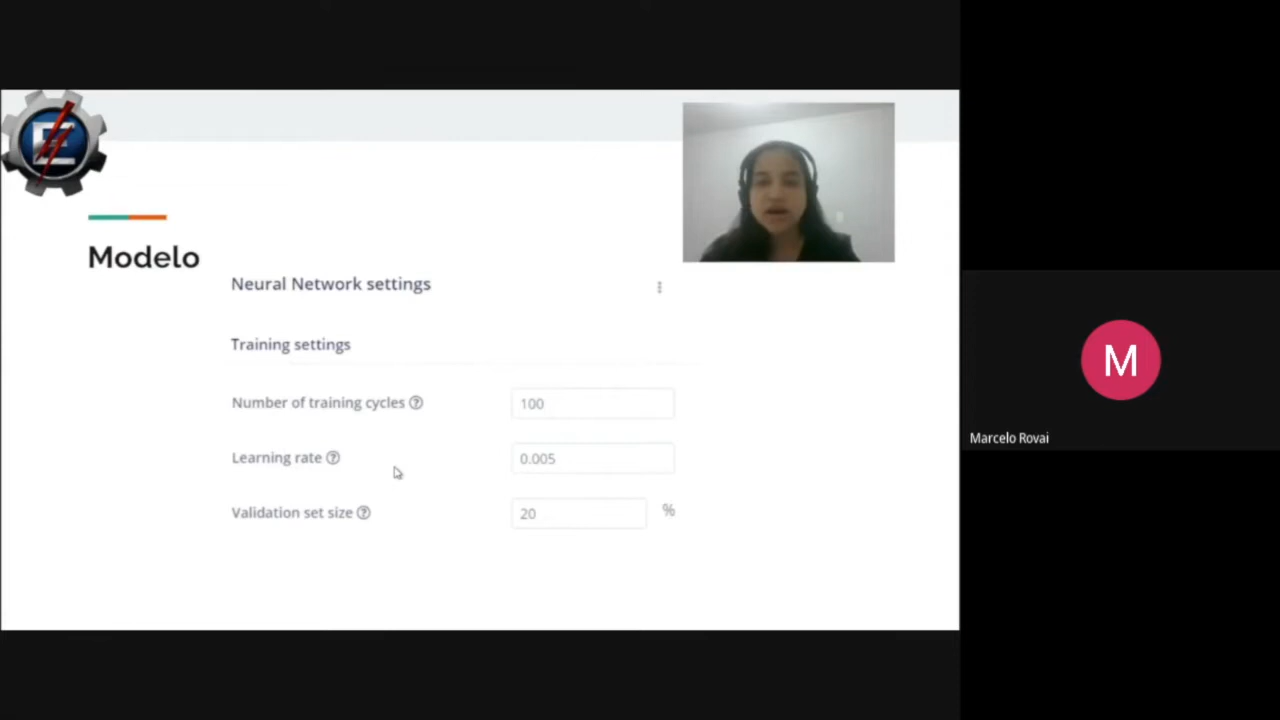 E
Modelo
Neural Network settings
Training settings
Number of training cycles ?
100
Learning rate ?
0.005
Validation set size ?
20
%
M
Marcelo Rovai